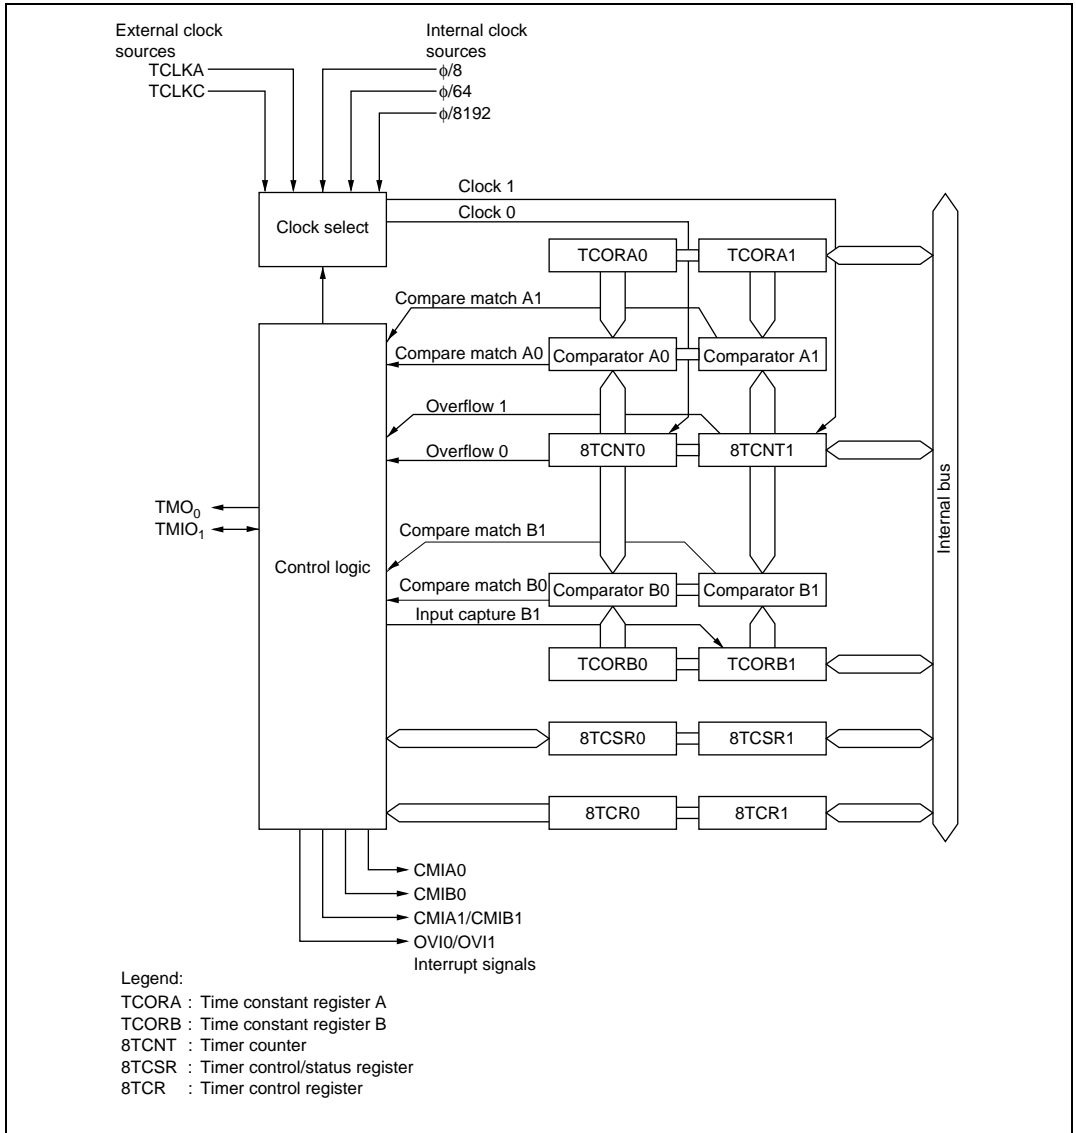 External clock
sources
Internal clock
sources
TCLKA
TCLKC
ϕ/8
ϕ/64
ϕ/8192
Clock select
Clock 1
Clock 0
TCORA0
TCORA1
Compare match A1
Compare match A0
Comparator A0
Comparator A1
Overflow 1
Overflow 0
8TCNT0
8TCNT1
Internal bus
TMO0
TMIO1
Control logic
Compare match B1
Compare match B0
Comparator B0
Comparator B1
Input capture B1
TCORB0
TCORB1
8TCSR0
8TCSR1
8TCR0
8TCR1
CMIA0
CMIB0
CMIA1/CMIB1
OVI0/OVI1
Interrupt signals
Legend:
TCORA : Time constant register A
TCORB : Time constant register B
8TCNT : Timer counter
8TCSR : Timer control/status register
8TCR : Timer control register